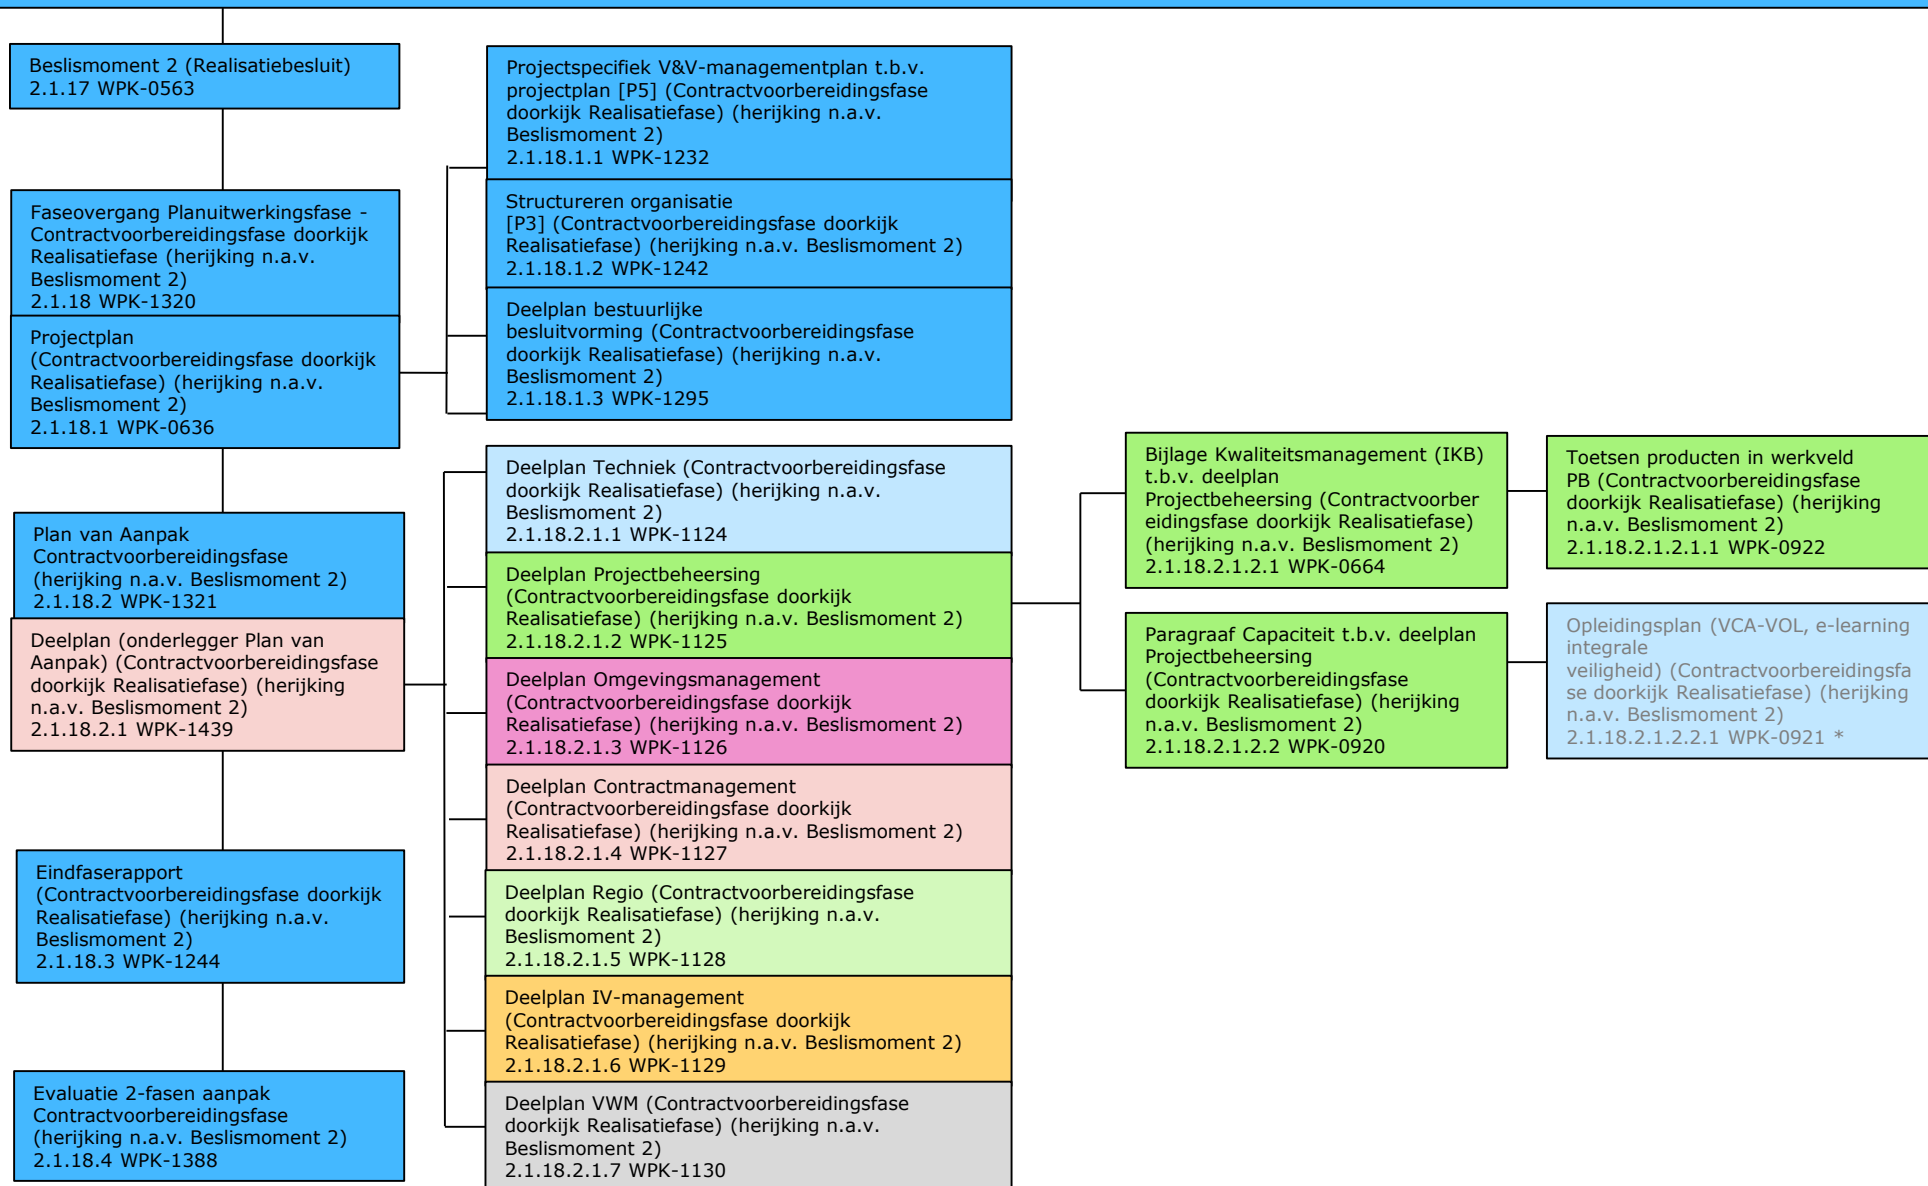 Beslismoment 2 (Realisatiebesluit)
2.1.17 WPK-0563
Faseovergang Planuitwerkingsfase -
Contractvoorbereidingsfase doorkijk
Realisatiefase (herijking n.a.v.
Beslismoment 2)
2.1.18 WPK-1320
Projectplan
(Contractvoorbereidingsfase doorkijk
Realisatiefase) (herijking n.a.v.
Beslismoment 2)
2.1.18.1 WPK-0636
Plan van Aanpak
Contractvoorbereidingsfase
(herijking n.a.v. Beslismoment 2)
2.1.18.2 WPK-1321
Deelplan (onderlegger Plan van
Aanpak) (Contractvoorbereidingsfase
doorkijk Realisatiefase) (herijking
n.a.v. Beslismoment 2)
2.1.18.2.1 WPK-1439
Eindfaserapport
(Contractvoorbereidingsfase doorkijk
Realisatiefase) (herijking n.a.v.
Beslismoment 2)
2.1.18.3 WPK-1244
Evaluatie 2-fasen aanpak
Contractvoorbereidingsfase
(herijking n.a.v. Beslismoment 2)
2.1.18.4 WPK-1388
Projectspecifiek V&V-managementplan t.b.v.
projectplan [P5] (Contractvoorbereidingsfase
doorkijk Realisatiefase) (herijking n.a.v.
Beslismoment 2)
2.1.18.1.1 WPK-1232
Structureren organisatie
[P3] (Contractvoorbereidingsfase doorkijk
Realisatiefase) (herijking n.a.v. Beslismoment 2)
2.1.18.1.2 WPK-1242
Deelplan bestuurlijke
besluitvorming (Contractvoorbereidingsfase
doorkijk Realisatiefase) (herijking n.a.v.
Beslismoment 2)
2.1.18.1.3 WPK-1295
Deelplan Techniek (Contractvoorbereidingsfase
doorkijk Realisatiefase) (herijking n.a.v.
Beslismoment 2)
2.1.18.2.1.1 WPK-1124
Deelplan Projectbeheersing
(Contractvoorbereidingsfase doorkijk
Realisatiefase) (herijking n.a.v. Beslismoment 2)
2.1.18.2.1.2 WPK-1125
Deelplan Omgevingsmanagement
(Contractvoorbereidingsfase doorkijk
Realisatiefase) (herijking n.a.v. Beslismoment 2)
2.1.18.2.1.3 WPK-1126
Deelplan Contractmanagement
(Contractvoorbereidingsfase doorkijk
Realisatiefase) (herijking n.a.v. Beslismoment 2)
2.1.18.2.1.4 WPK-1127
Deelplan Regio (Contractvoorbereidingsfase
doorkijk Realisatiefase) (herijking n.a.v.
Beslismoment 2)
2.1.18.2.1.5 WPK-1128
Deelplan IV-management
(Contractvoorbereidingsfase doorkijk
Realisatiefase) (herijking n.a.v. Beslismoment 2)
2.1.18.2.1.6 WPK-1129
Deelplan VWM (Contractvoorbereidingsfase
doorkijk Realisatiefase) (herijking n.a.v.
Beslismoment 2)
2.1.18.2.1.7 WPK-1130
Bijlage Kwaliteitsmanagement (IKB)
t.b.v. deelplan
Projectbeheersing (Contractvoorber
eidingsfase doorkijk Realisatiefase)
(herijking n.a.v. Beslismoment 2)
2.1.18.2.1.2.1 WPK-0664
Paragraaf Capaciteit t.b.v. deelplan
Projectbeheersing
(Contractvoorbereidingsfase
doorkijk Realisatiefase) (herijking
n.a.v. Beslismoment 2)
2.1.18.2.1.2.2 WPK-0920
Toetsen producten in werkveld
PB (Contractvoorbereidingsfase
doorkijk Realisatiefase) (herijking
n.a.v. Beslismoment 2)
2.1.18.2.1.2.1.1 WPK-0922
Opleidingsplan (VCA-VOL, e-learning
integrale
veiligheid) (Contractvoorbereidingsfa
se doorkijk Realisatiefase) (herijking
n.a.v. Beslismoment 2)
2.1.18.2.1.2.2.1 WPK-0921 *